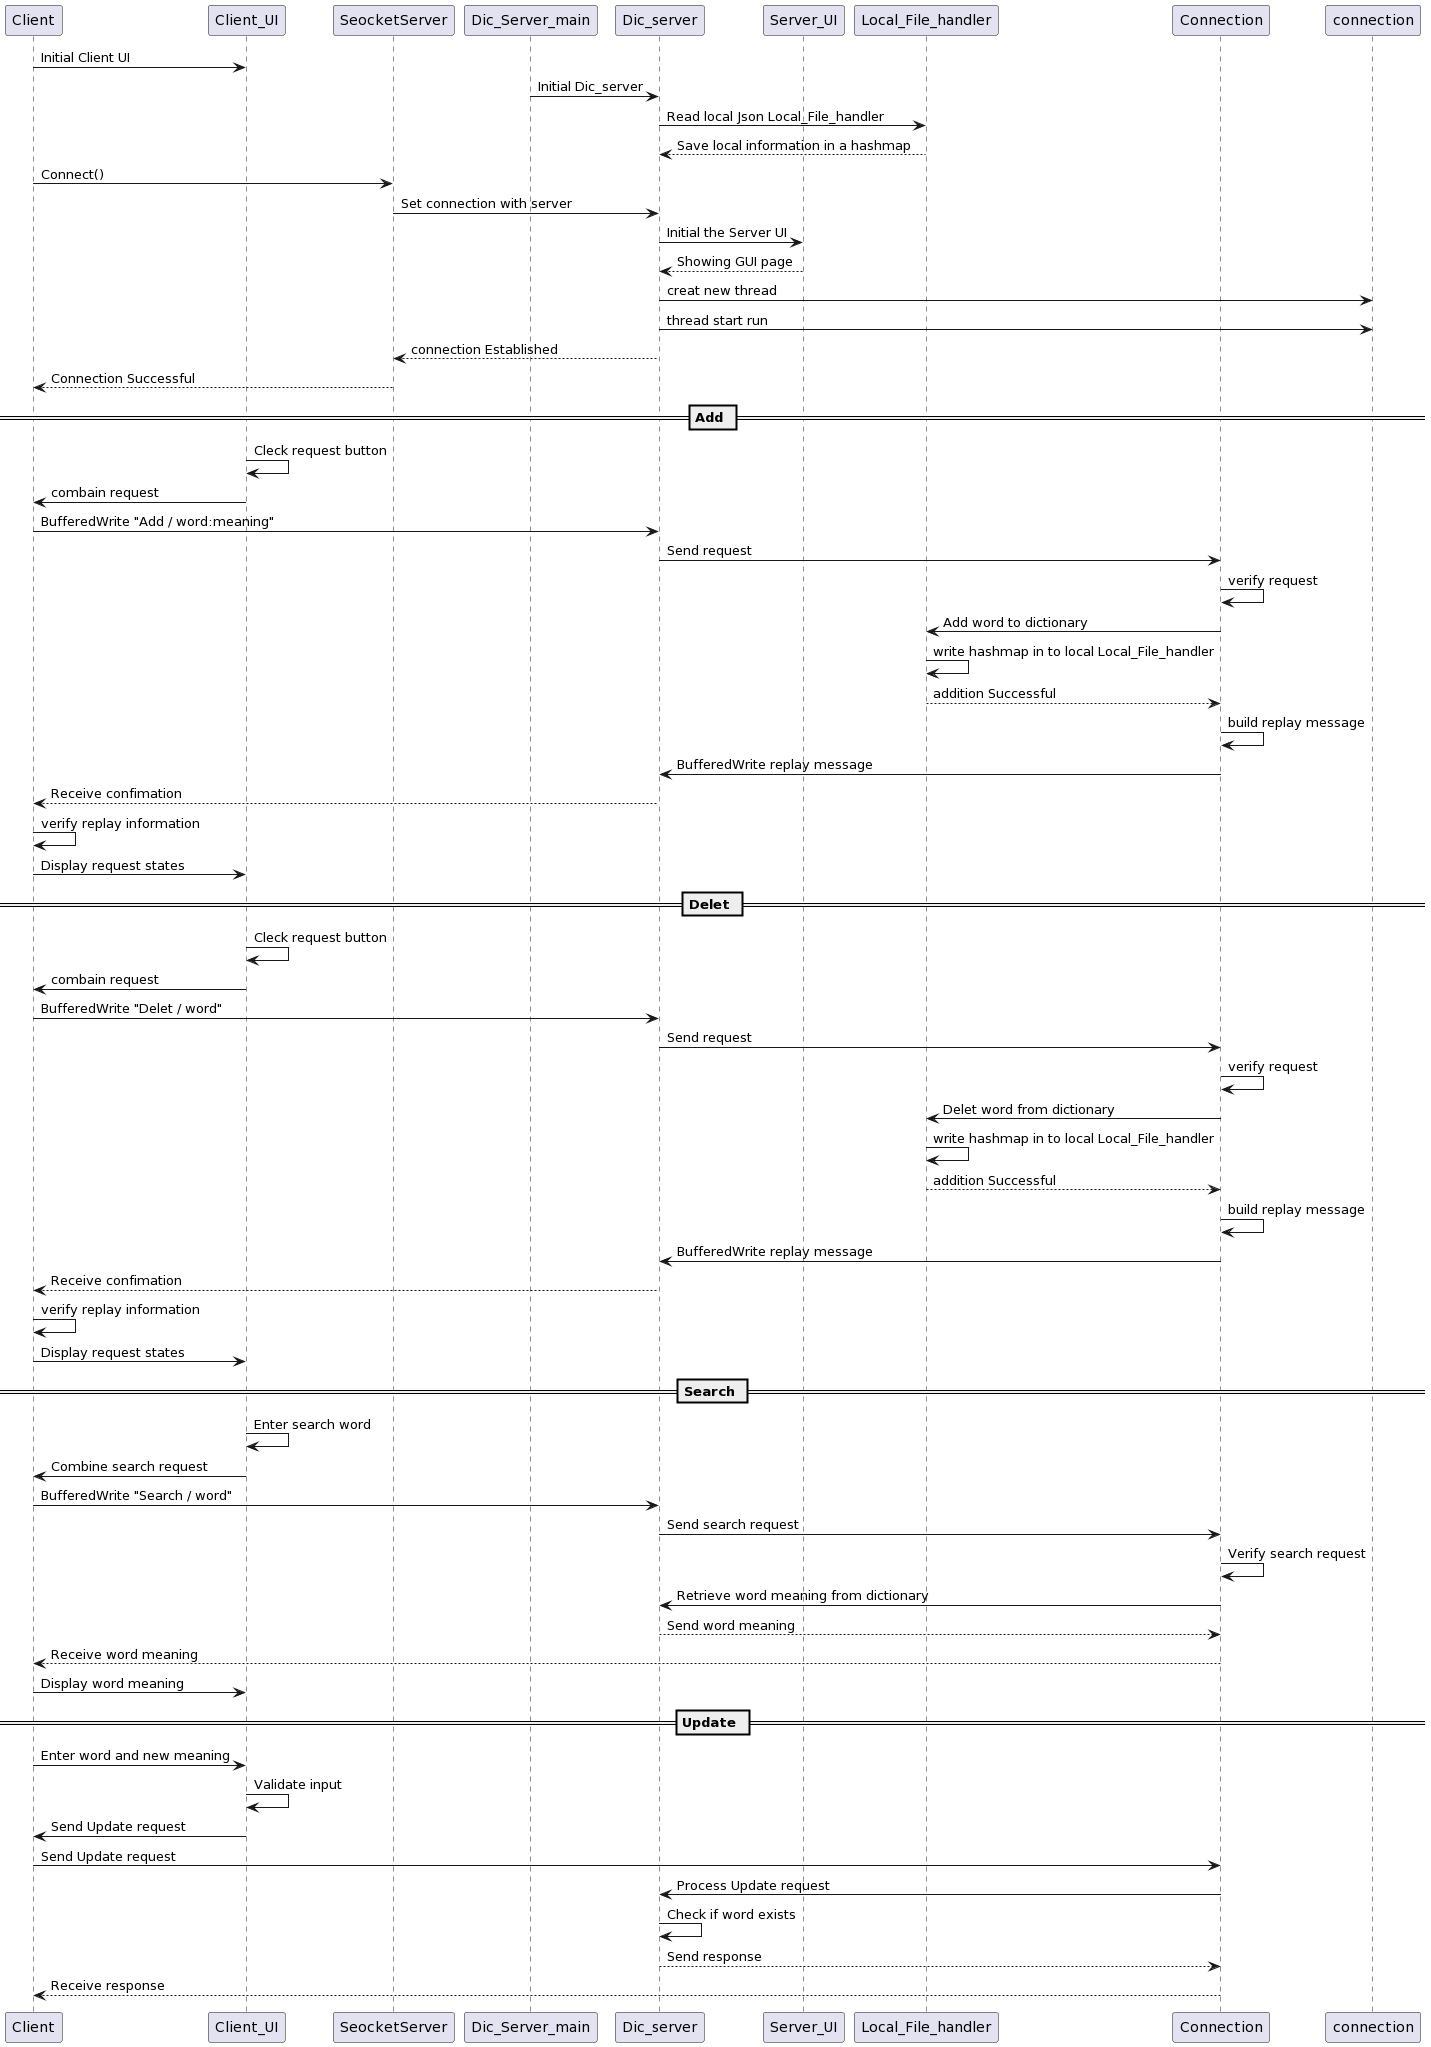 Client
Client_UI
SeocketServer
Dic_Server_main
Dic_server
Server_UI
Local_File_handler
Connection
connection
Initial Client UI
Initial Dic_server
Read local Json Local_File_handler
Save local information in a hashmap
Connect()
Set connection with server
Initial the Server UI
Showing GUI page
creat new thread
thread start run
connection Established
Connection Successful
Add
Cleck request button
combain request
BufferedWrite "Add / word:meaning"
Send request
verify request
Add word to dictionary
write hashmap in to local Local_File_handler
addition Successful
build replay message
BufferedWrite replay message
Receive confimation
verify replay information
Display request states
Delet
Cleck request button
combain request
BufferedWrite "Delet / word"
Send request
verify request
Delet word from dictionary
write hashmap in to local Local_File_handler
addition Successful
build replay message
BufferedWrite replay message
Receive confimation
verify replay information
Display request states
Search
Enter search word
Combine search request
BufferedWrite "Search / word"
Send search request
Verify search request
Retrieve word meaning from dictionary
Send word meaning
Receive word meaning
Display word meaning
Update
Enter word and new meaning
Validate input
Send Update request
Send Update request
Process Update request
Check if word exists
Send response
Receive response
Client
Client_UI
SeocketServer
Dic_Server_main
Dic_server
Server_UI
Local_File_handler
Connection
connection